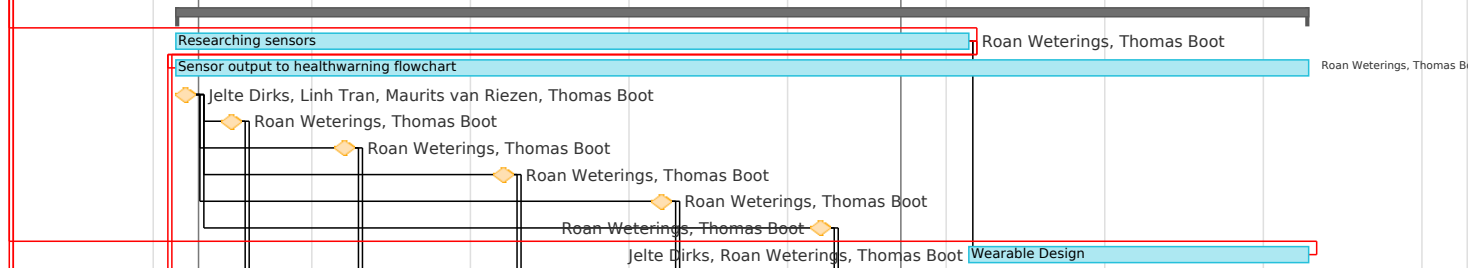 Researching sensors Roan Weterings, Thomas Boot
Sensor output to healthwarning flowchart Roan Weterings, Thomas
Jelte Dirks, Linh Tran, Maurits van Riezen, Thomas Boot
Roan Weterings, Thomas Boot
Roan Weterings, Thomas Boot
Roan Weterings, Thomas Boot
Roan Weterings, Thomas Boot
Roan Weterings, Thomas Boot
Jelte Dirks, Roan Weterings, Thomas Boot Wearable Design